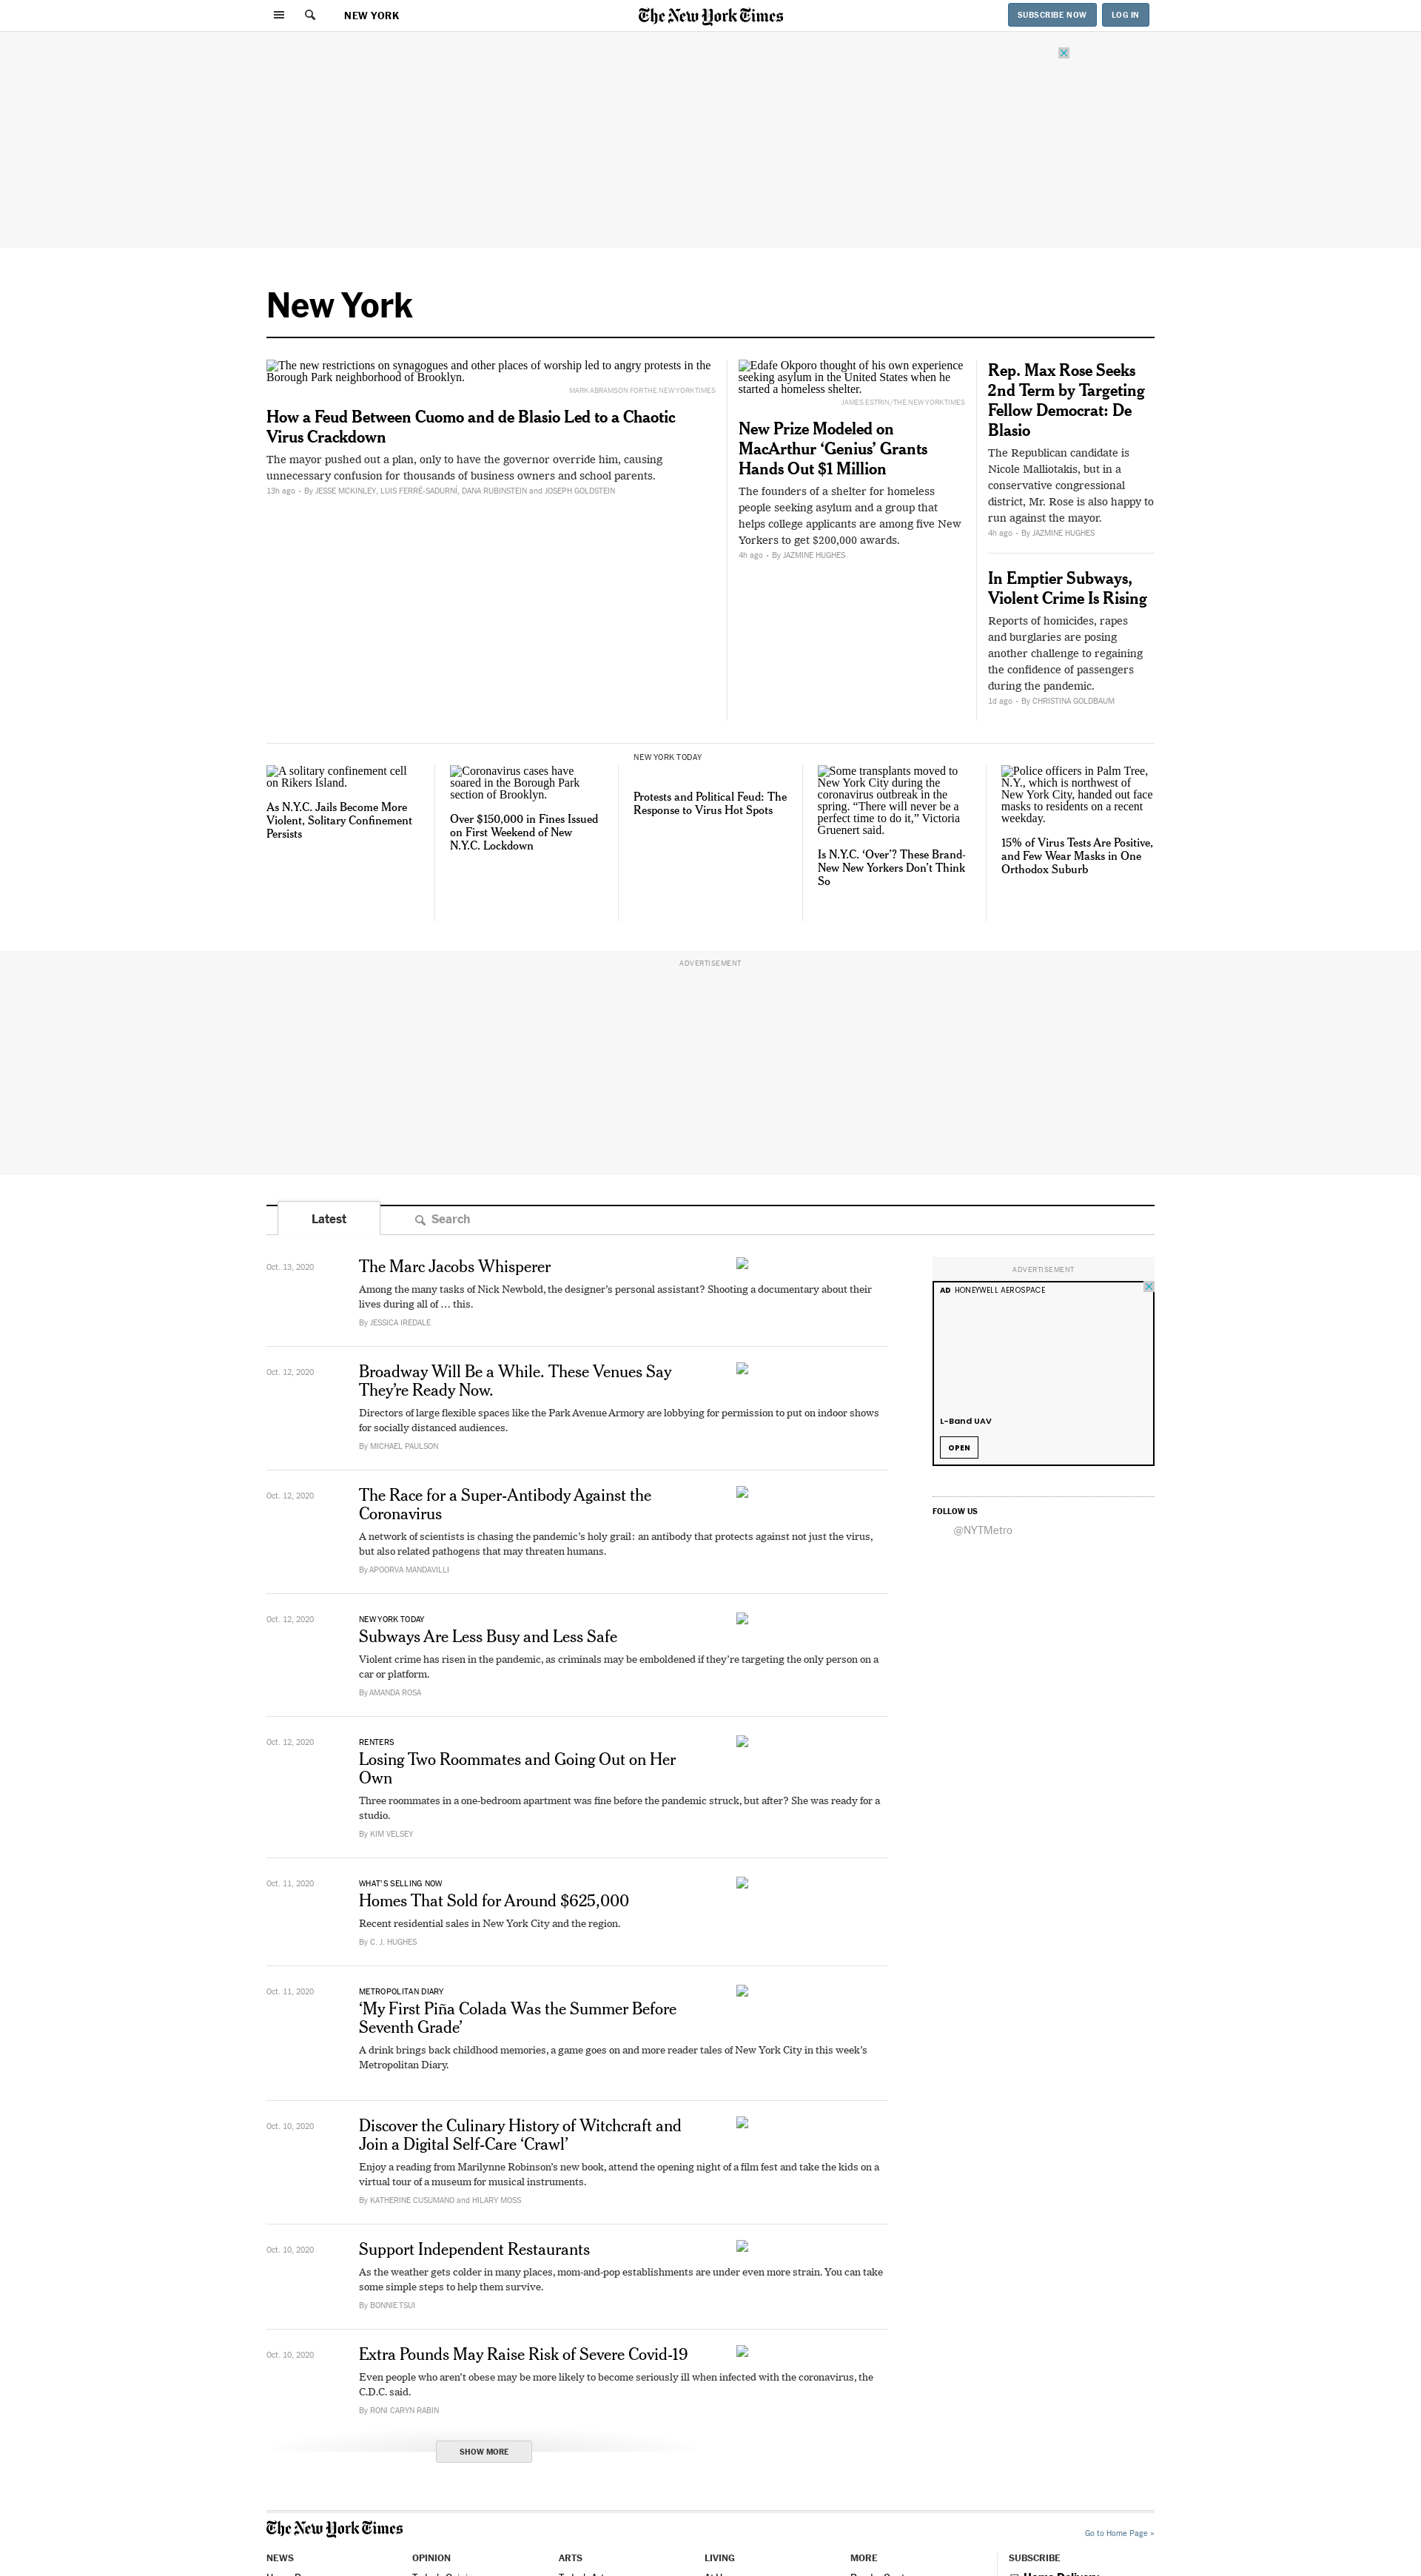 NEW YORK
The New York Times
SUBSCRIBE NOW
LOG IN
New York
The new restrictions on synagogues and other places of worship led to angry protests in the
Borough Park neighborhood of Brooklyn.
MARK ABRAMSON FOR THE NEW YORK TIMES
How a Feud Between Cuomo and de Blasio Led to a Chaotic
Virus Crackdown
The mayor pushed out a plan, only to have the governor override him, causing
unnecessary confusion for thousands of business owners and school parents.
13h ago • By JESSE MCKINLEY, LUIS FERRÉ-SADURNÍ, DANA RUBINSTEIN and JOSEPH GOLDSTEIN
Edafe Okporo thought of his own experience
seeking asylum in the United States when he
started a homeless shelter.
JAMES ESTRIN/THE NEW YORK TIMES
New Prize Modeled on
MacArthur ‘Genius’ Grants
Hands Out $1 Million
The founders of a shelter for homeless
people seeking asylum and a group that
helps college applicants are among five New
Yorkers to get $200,000 awards.
4h ago • By JAZMINE HUGHES
Rep. Max Rose Seeks
2nd Term by Targeting
Fellow Democrat: De
Blasio
The Republican candidate is
Nicole Malliotakis, but in a
conservative congressional
district, Mr. Rose is also happy to
run against the mayor.
4h ago • By JAZMINE HUGHES
In Emptier Subways,
Violent Crime Is Rising
Reports of homicides, rapes
and burglaries are posing
another challenge to regaining
the confidence of passengers
during the pandemic.
1d ago • By CHRISTINA GOLDBAUM
A solitary confinement cell
on Rikers Island.
As N.Y.C. Jails Become More
Violent, Solitary Confinement
Persists
Coronavirus cases have
soared in the Borough Park
section of Brooklyn.
Over $150,000 in Fines Issued
on First Weekend of New
N.Y.C. Lockdown
NEW YORK TODAY
Protests and Political Feud: The
Response to Virus Hot Spots
Some transplants moved to
New York City during the
coronavirus outbreak in the
spring. “There will never be a
perfect time to do it,” Victoria
Gruenert said.
Is N.Y.C. ‘Over’? These Brand-
New New Yorkers Don’t Think
So
Police officers in Palm Tree,
N.Y., which is northwest of
New York City, handed out face
masks to residents on a recent
weekday.
15% of Virus Tests Are Positive,
and Few Wear Masks in One
Orthodox Suburb
ADVERTISEMENT
Latest
Search
Oct. 13, 2020
The Marc Jacobs Whisperer
Among the many tasks of Nick Newbold, the designer’s personal assistant? Shooting a documentary about their
lives during all of … this.
By JESSICA IREDALE
Oct. 12, 2020
Broadway Will Be a While. These Venues Say
They’re Ready Now.
Directors of large flexible spaces like the Park Avenue Armory are lobbying for permission to put on indoor shows
for socially distanced audiences.
By MICHAEL PAULSON
Oct. 12, 2020
The Race for a Super-Antibody Against the
Coronavirus
A network of scientists is chasing the pandemic’s holy grail: an antibody that protects against not just the virus,
but also related pathogens that may threaten humans.
By APOORVA MANDAVILLI
Oct. 12, 2020
NEW YORK TODAY
Subways Are Less Busy and Less Safe
Violent crime has risen in the pandemic, as criminals may be emboldened if they’re targeting the only person on a
car or platform.
By AMANDA ROSA
Oct. 12, 2020
RENTERS
Losing Two Roommates and Going Out on Her
Own
Three roommates in a one-bedroom apartment was fine before the pandemic struck, but after? She was ready for a
studio.
By KIM VELSEY
Oct. 11, 2020
WHAT’S SELLING NOW
Homes That Sold for Around $625,000
Recent residential sales in New York City and the region.
By C. J. HUGHES
Oct. 11, 2020
METROPOLITAN DIARY
‘My First Piña Colada Was the Summer Before
Seventh Grade’
A drink brings back childhood memories, a game goes on and more reader tales of New York City in this week’s
Metropolitan Diary.
Oct. 10, 2020
Discover the Culinary History of Witchcraft and
Join a Digital Self-Care ‘Crawl’
Enjoy a reading from Marilynne Robinson’s new book, attend the opening night of a film fest and take the kids on a
virtual tour of a museum for musical instruments.
By KATHERINE CUSUMANO and HILARY MOSS
Oct. 10, 2020
Support Independent Restaurants
As the weather gets colder in many places, mom-and-pop establishments are under even more strain. You can take
some simple steps to help them survive.
By BONNIE TSUI
Oct. 10, 2020
Extra Pounds May Raise Risk of Severe Covid-19
Even people who aren’t obese may be more likely to become seriously ill when infected with the coronavirus, the
C.D.C. said.
By RONI CARYN RABIN
SHOW MORE
ADVERTISEMENT
AD HONEYWELL AEROSPACE
L-Band UAV
OPEN
FOLLOW US
@NYTMetro
The New York Times
Go to Home Page »
NEWS
OPINION
ARTS
LIVING
MORE
SUBSCRIBE